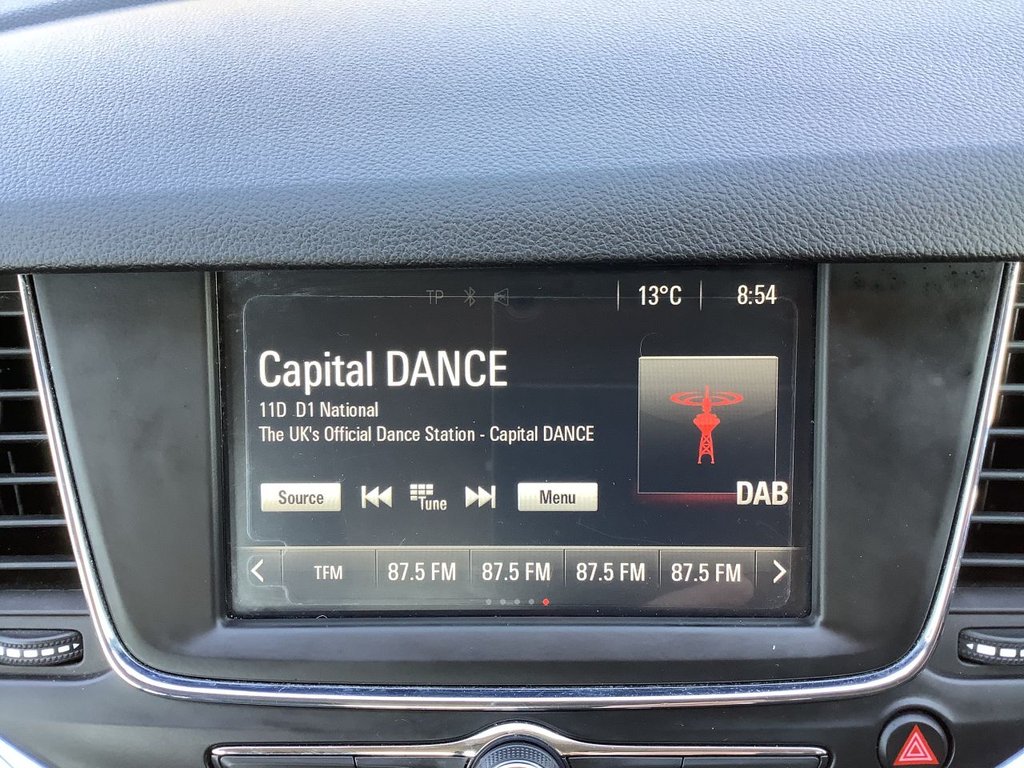 TP 13°C 8:54
Capital DANCE
11D D1 National
The UK's Official Dance Station - Capital DANCE
Source Tune Menu
DAB
TFM 87.5 FM 87.5 FM 87.5 FM 87.5 FM